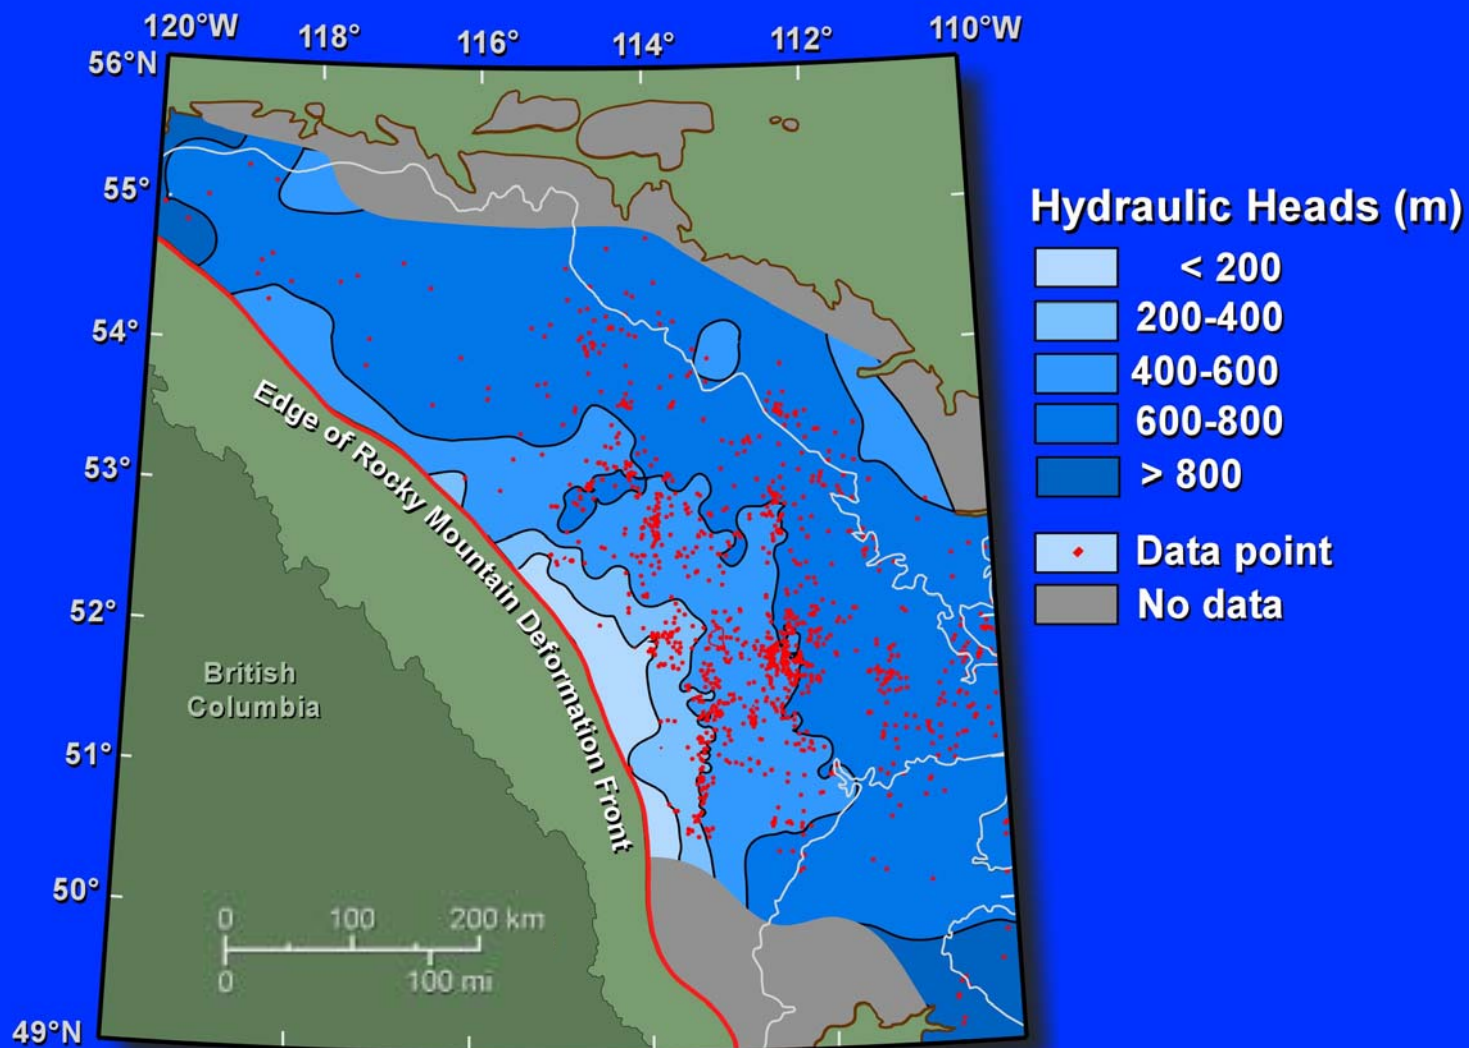 120°W 118° 116° 114° 112° 110°W
56°N
55°
54°
53°
52°
51°
50°
49°N
Edge of Rocky Mountain Deformation Front
British
Columbia
0 100 200 km
0 100 mi
Hydraulic Heads (m)
< 200
200-400
400-600
600-800
> 800
Data point
No data